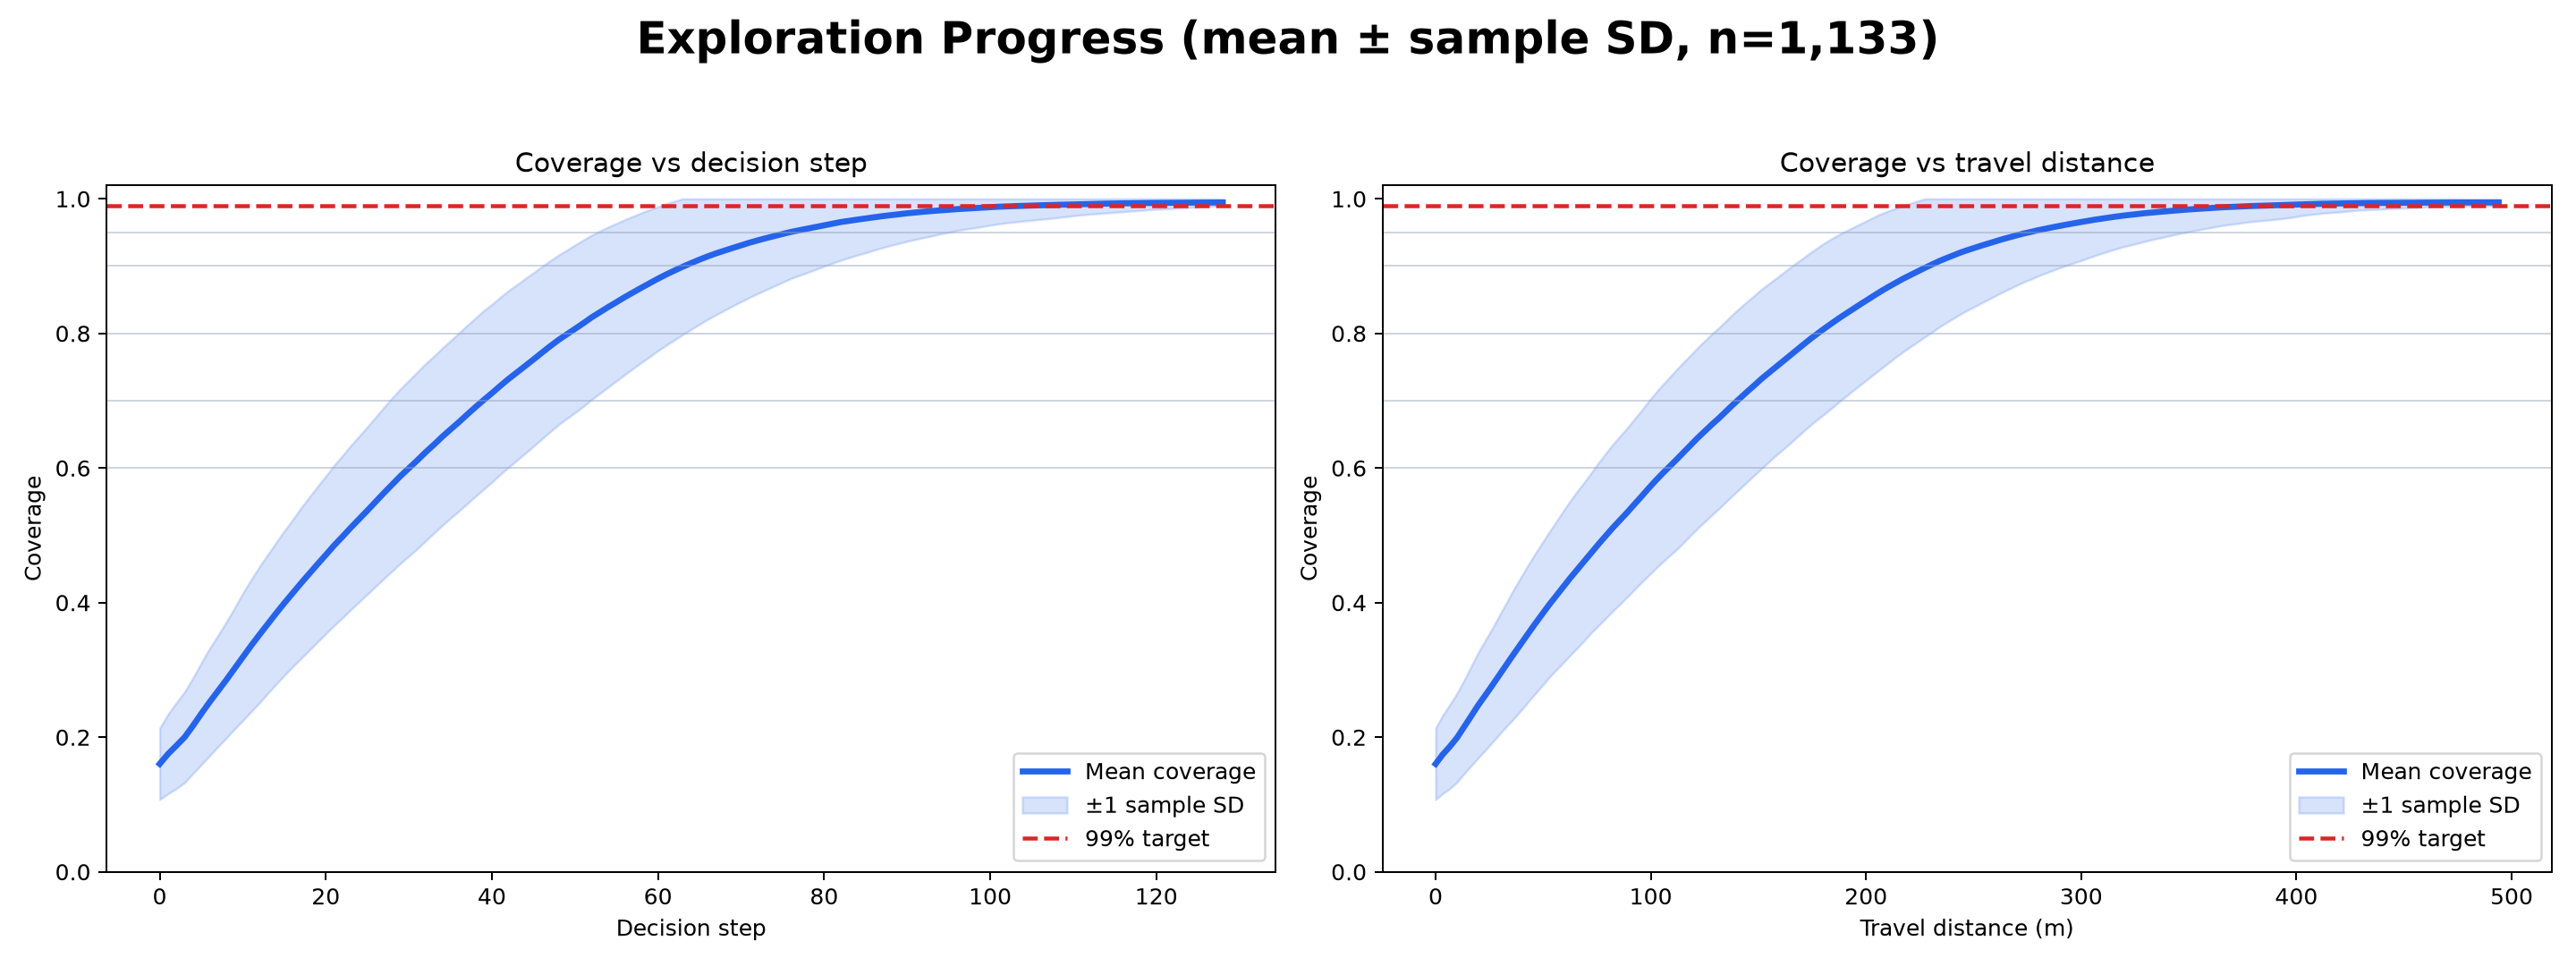 Exploration Progress (mean ± sample SD, n=1,133)
Coverage vs decision step
1.0
0.8
0.6
0.4
0.2
0.0
Coverage
0 20 40 60 80 100 120
Decision step
Mean coverage
±1 sample SD
99% target
Coverage vs travel distance
1.0
0.8
0.6
0.4
0.2
0.0
Coverage
0 100 200 300 400 500
Travel distance (m)
Mean coverage
±1 sample SD
99% target